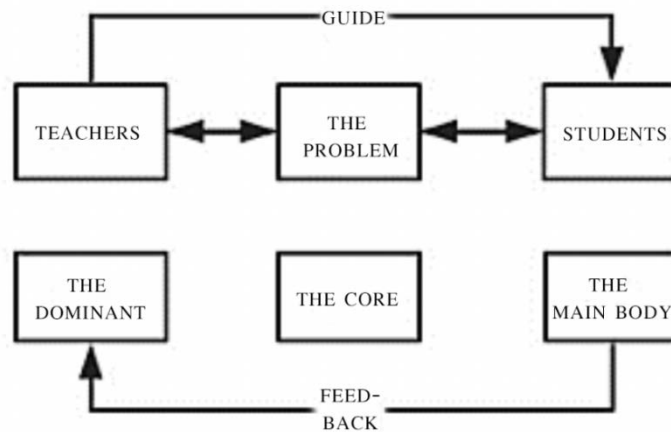 GUIDE
TEACHERS
THE
PROBLEM
STUDENTS
THE
DOMINANT
THE CORE
THE
MAIN BODY
FEED-
BACK